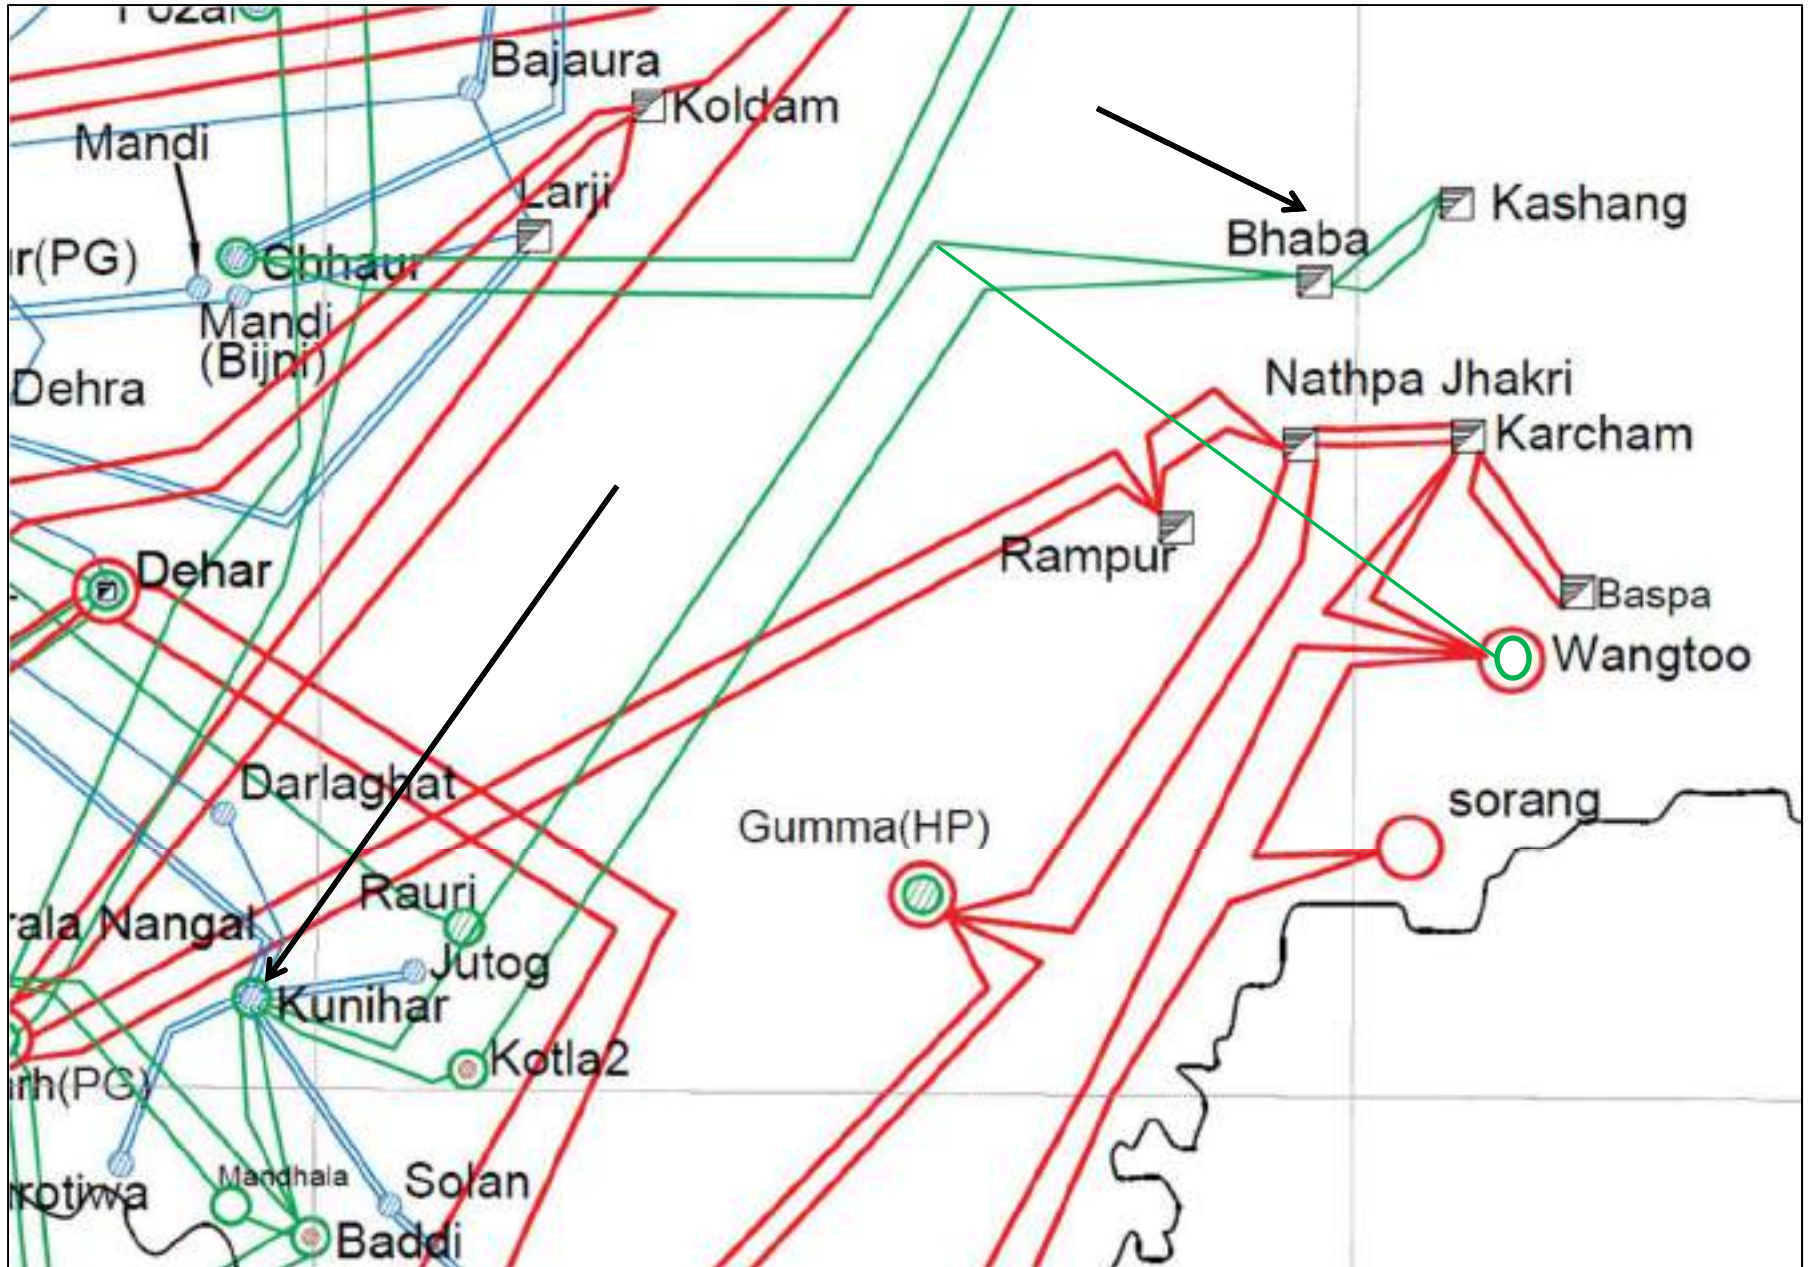 Bajaura
Koldam
Mandi
Larji
Kashang
Bhaba
Chhaur
r(PG)
Mandi
(Bijni)
Dehra
Nathpa Jhakri
Karcham
Rampur
Dehar
Baspa
Wangtoo
Darlaghat
sorang
Gumma(HP)
Rauri
rala Nangal
Jutog
Kunihar
Kotla2
rh(PG)
Mandhala
Solan
rotiwa
Baddi